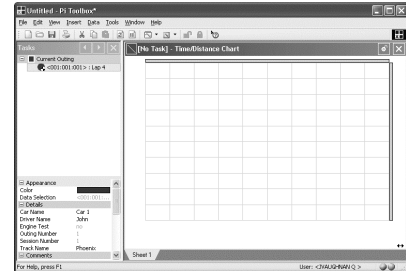 Untitled - Pi Toolbox*
File Edit View Insert Data Tools Window Help
Tasks
[No Task] - Time/Distance Chart
Current Outing
<001:001:001> : Lap 4
Appearance
Color
Data Selection <001:001:...
Details
Car Name Car 1
Driver Name John
Engine Test no
Outing Number 1
Session Number 1
Track Name Phoenix
Comments
Sheet 1
For Help, press F1
User: <JVAUGHNAN Q >